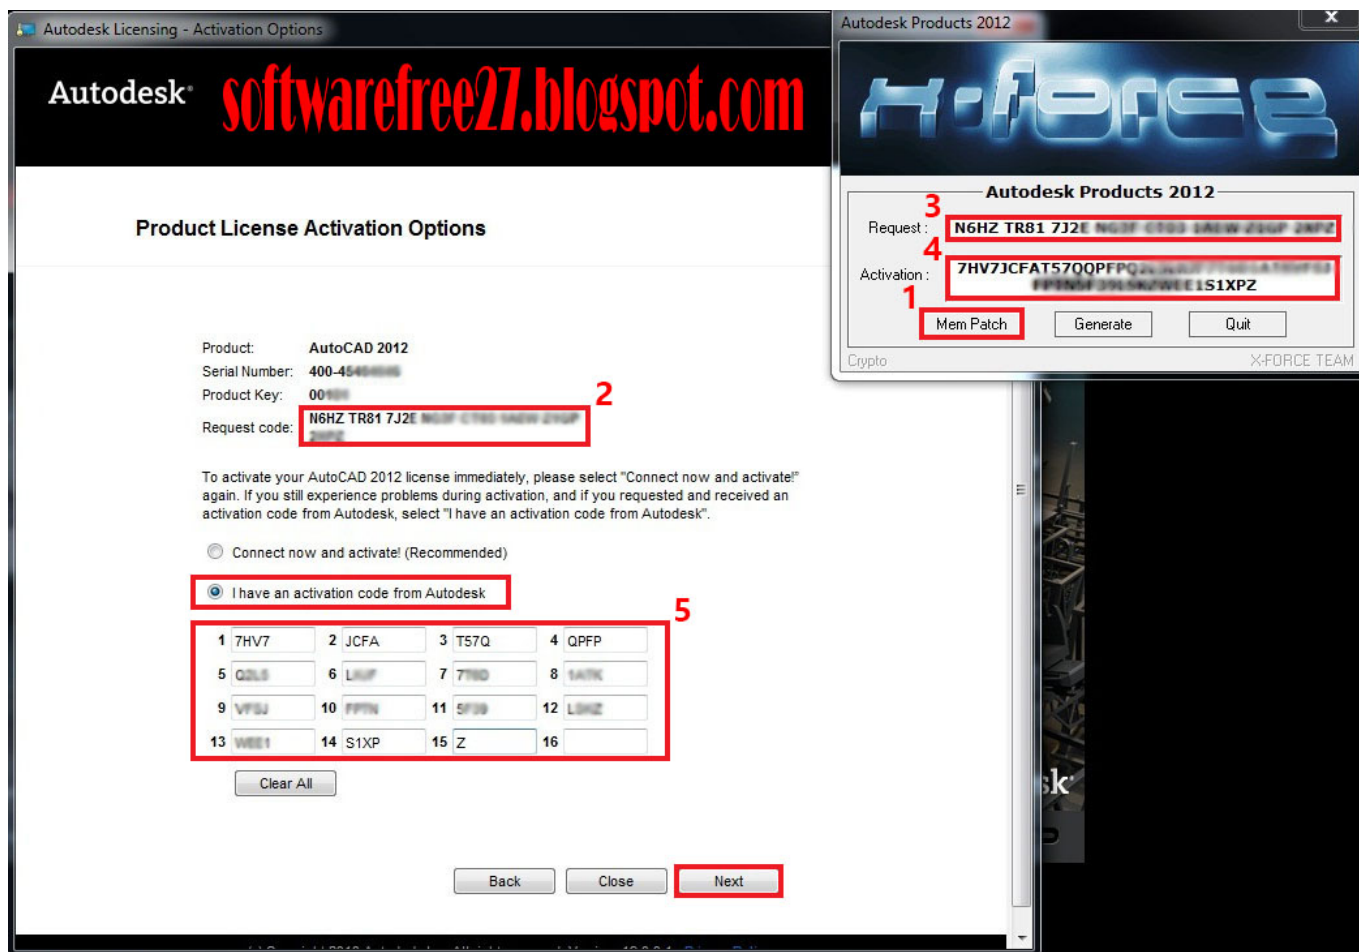 Autodesk Licensing - Activation Options
Autodesk
softwarefree27.blogspot.com
Product License Activation Options
Product: AutoCAD 2012
Serial Number: 400-4
Product Key: 00
2
Request code: N6HZ TR81 7J2E
To activate your AutoCAD 2012 license immediately, please select "Connect now and activate!"
again. If you still experience problems during activation, and if you requested and received an
activation code from Autodesk, select "I have an activation code from Autodesk".
Connect now and activate! (Recommended)
I have an activation code from Autodesk
5
1 7HV7 2 JCFA 3 T57Q 4 QPFP
5 6 7 8
9 10 11 12
13 14 S1XP 15 Z 16
Clear All
Back Close Next
Autodesk Products 2012
x-force
Autodesk Products 2012
3
Request : N6HZ TR81 7J2E
4
Activation : 7HV7JCFAT57QQPFPQ
E1S1XPZ
1
Mem Patch Generate Quit
Crypto X-FORCE TEAM
sk